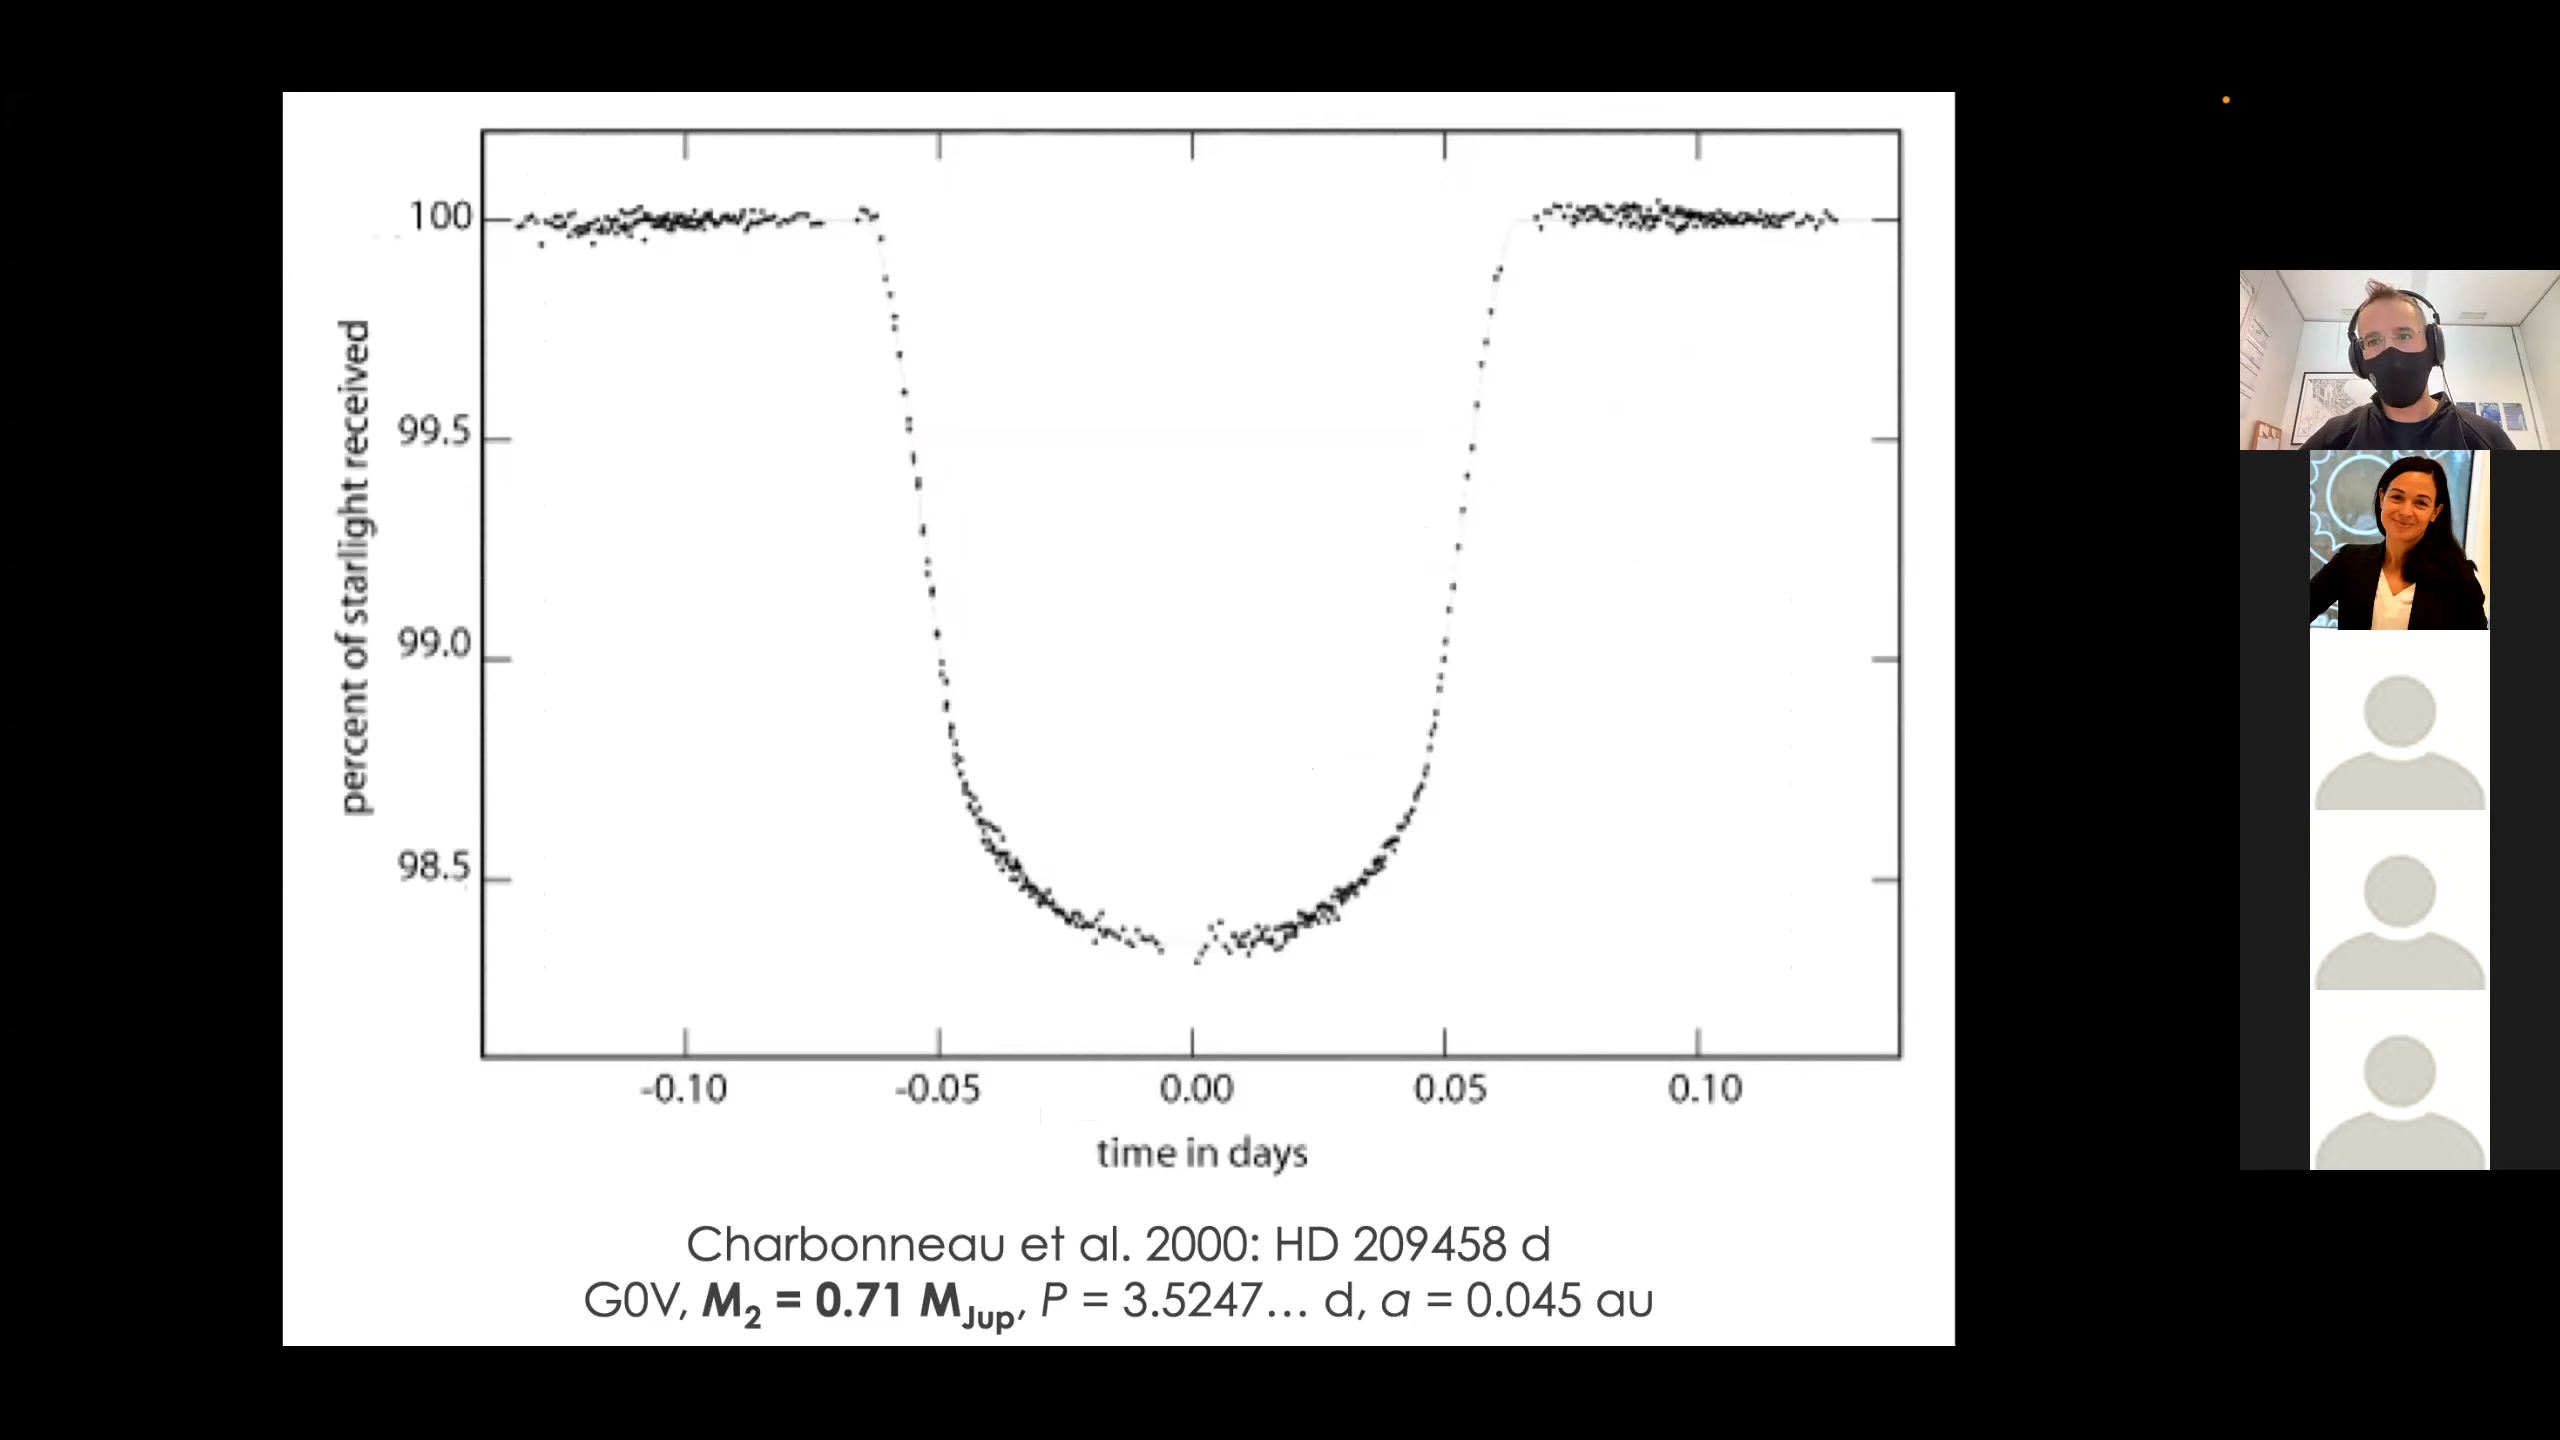 100
99.5
99.0
98.5
percent of starlight received
-0.10 -0.05 0.00 0.05 0.10
time in days
Charbonneau et al. 2000: HD 209458 d
G0V, M₂ = 0.71 M_Jup, P = 3.5247... d, a = 0.045 au